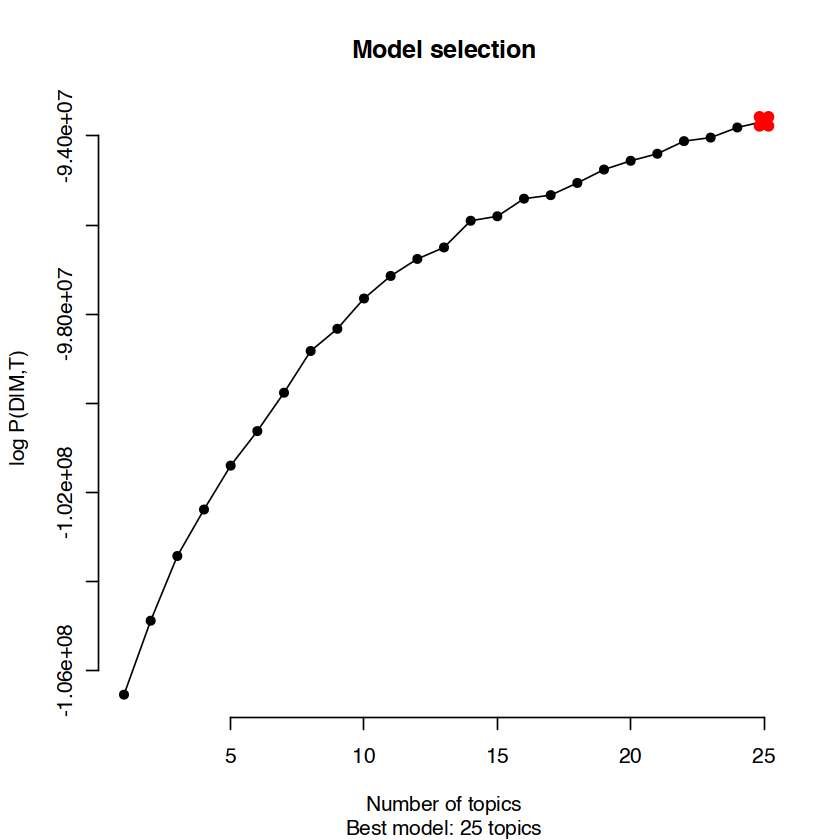 Model selection
log P(DIM,T)
-9.40e+07
-9.80e+07
-1.02e+08
-1.06e+08
5 10 15 20 25
Number of topics
Best model: 25 topics